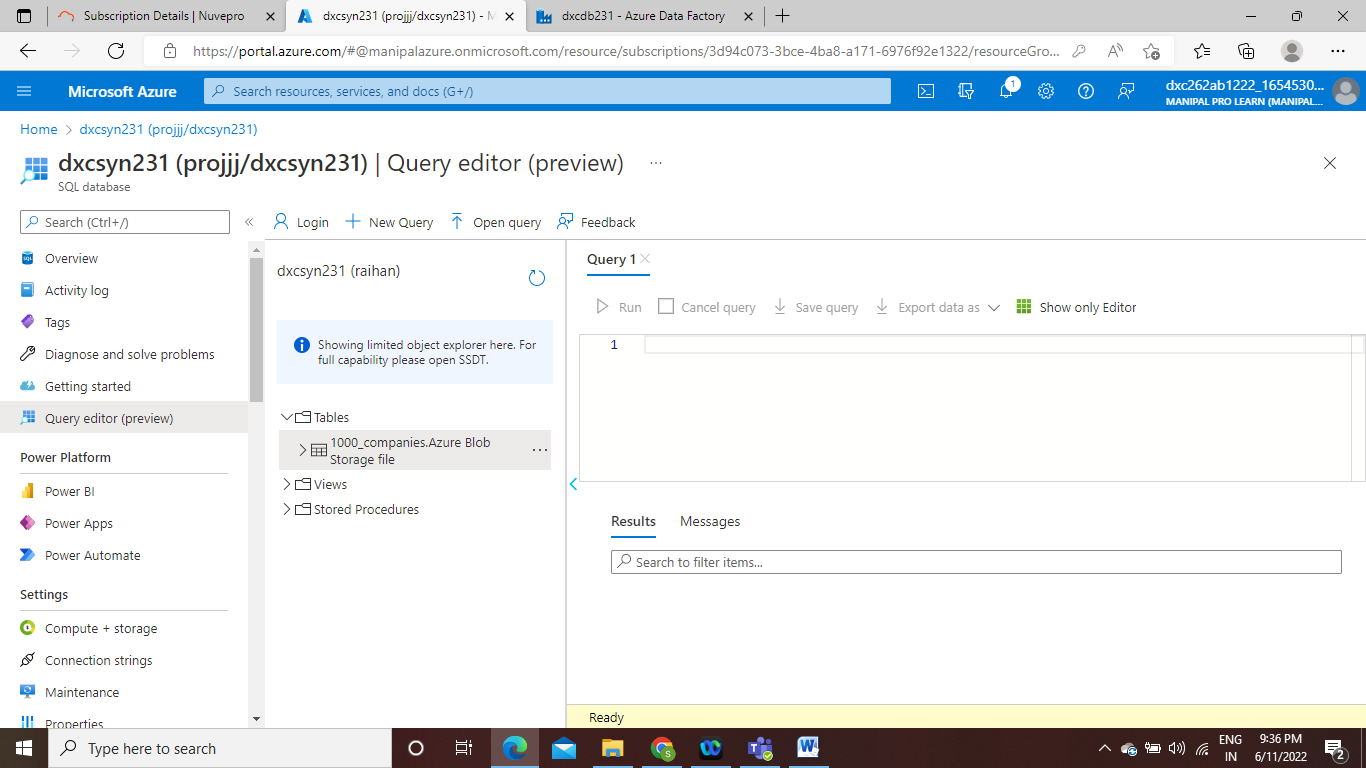 Subscription Details | Nuvepro
dxcsyn231 (projjj/dxcsyn231) - M
dxcdb231 - Azure Data Factory
https://portal.azure.com/#@manipalazure.onmicrosoft.com/resource/subscriptions/3d94c073-3bce-4ba8-a171-6976f92e1322/resourceGro...
Microsoft Azure
Search resources, services, and docs (G+/)
1
dxc262ab1222_1654530...
MANIPAL PRO LEARN (MANIPAL...
Home > dxcsyn231 (projjj/dxcsyn231)
dxcsyn231 (projjj/dxcsyn231) | Query editor (preview) ...
SQL database
Search (Ctrl+/)
Overview
Activity log
Tags
Diagnose and solve problems
Getting started
Query editor (preview)
Power Platform
Power BI
Power Apps
Power Automate
Settings
Compute + storage
Connection strings
Maintenance
Properties
Login
New Query
Open query
Feedback
dxcsyn231 (raihan)
Showing limited object explorer here. For
full capability please open SSDT.
Tables
1000_companies.Azure Blob
Storage file
Views
Stored Procedures
Query 1
Run
Cancel query
Save query
Export data as
Show only Editor
1
Results
Messages
Search to filter items...
Ready
Type here to search
ENG
IN
9:36 PM
6/11/2022
2